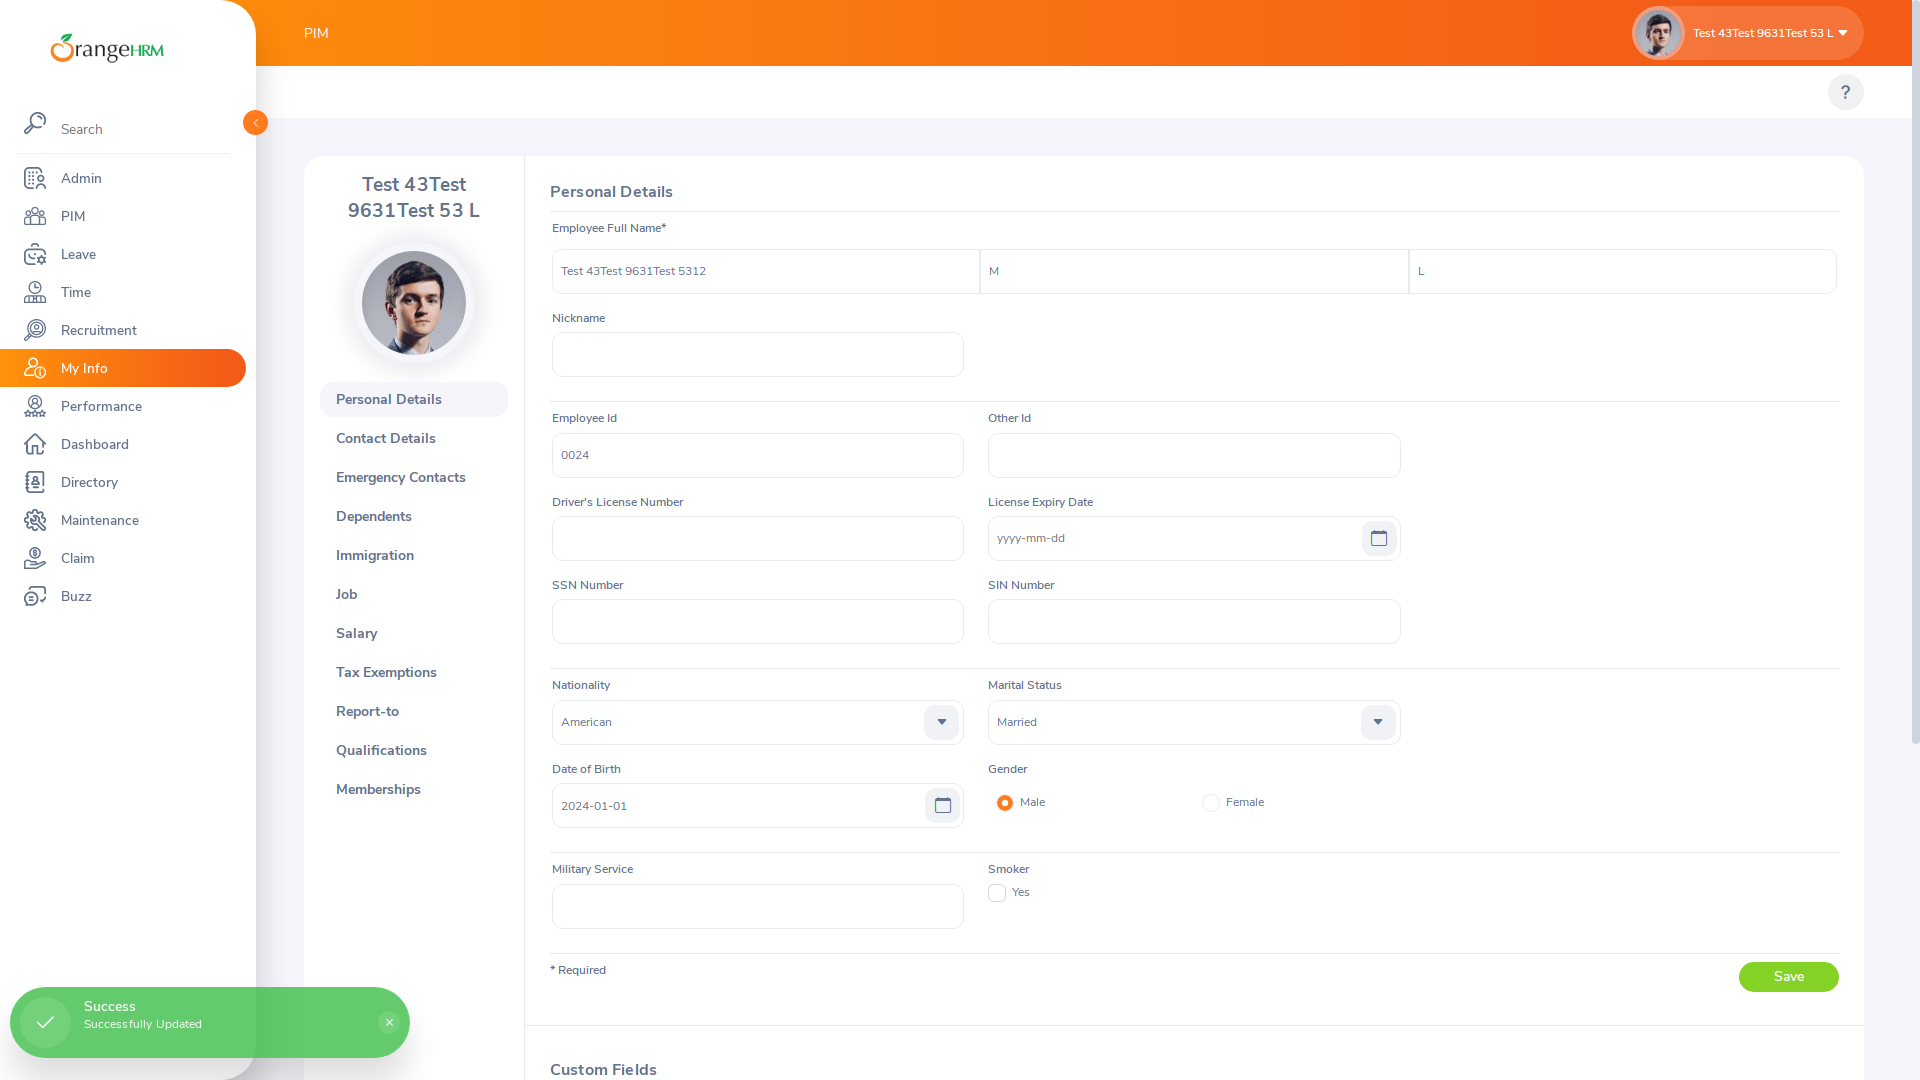 OrangeHRM
PIM
Test 43Test 9631Test 53 L
?
Search
Admin
PIM
Leave
Time
Recruitment
My Info
Performance
Dashboard
Directory
Maintenance
Claim
Buzz
Test 43Test
9631Test 53 L
Personal Details
Contact Details
Emergency Contacts
Dependents
Immigration
Job
Salary
Tax Exemptions
Report-to
Qualifications
Memberships
Personal Details
Employee Full Name*
Test 43Test 9631Test 5312 M L
Nickname
Employee Id Other Id
0024
Driver's License Number License Expiry Date
yyyy-mm-dd
SSN Number SIN Number
Nationality Marital Status
American Married
Date of Birth Gender
2024-01-01 Male Female
Military Service Smoker
Yes
* Required
Save
Custom Fields
Success
Successfully Updated